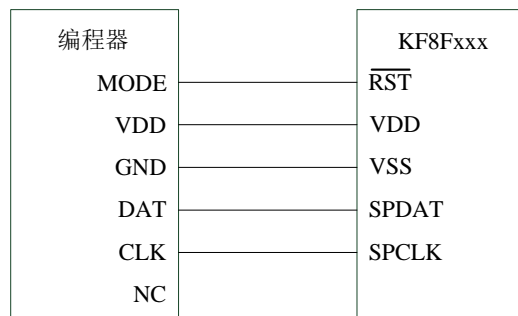 编程器 KF8Fxxx
MODE RST
VDD VDD
GND VSS
DAT SPDAT
CLK SPCLK
NC